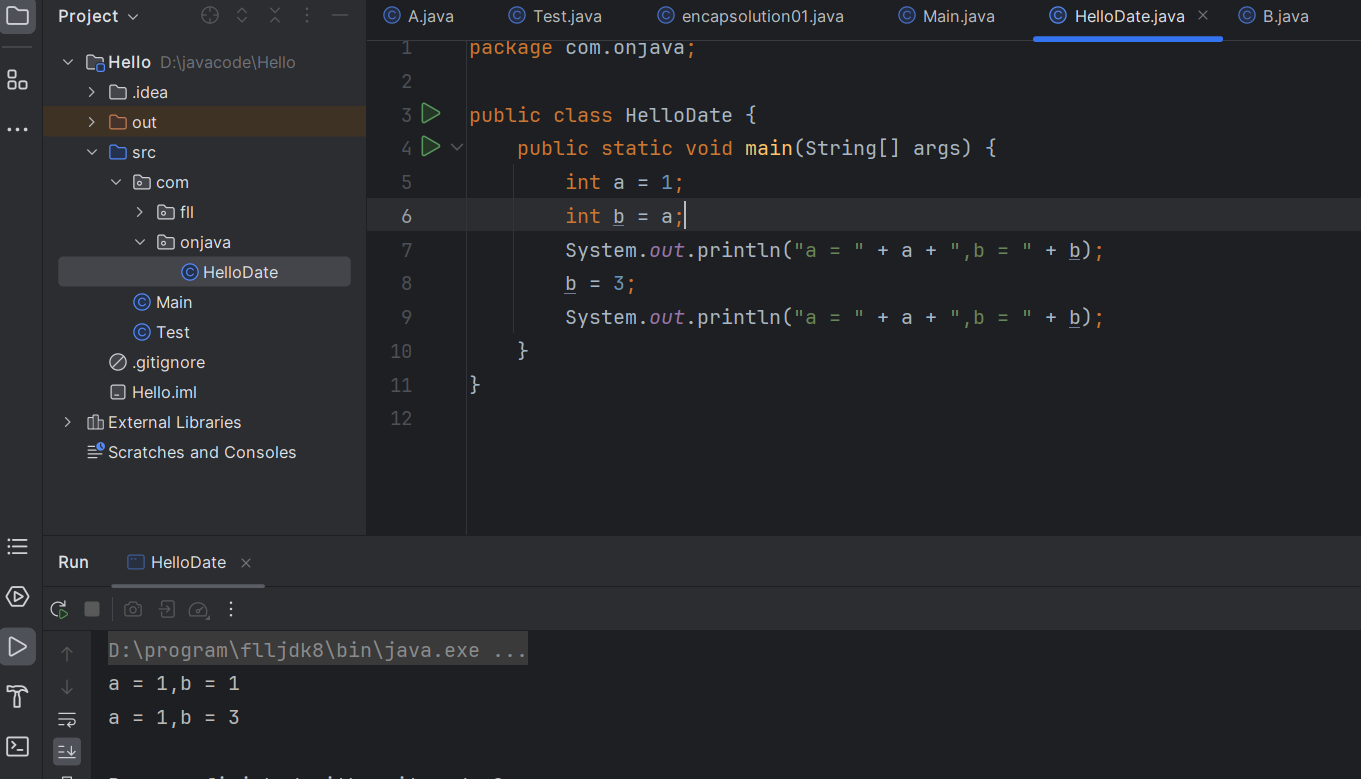 Project
A.java Test.java encapsolution01.java Main.java HelloDate.java B.java
Hello D:\javacode\Hello
.idea
out
src
com
fll
onjava
HelloDate
Main
Test
.gitignore
Hello.iml
External Libraries
Scratches and Consoles
1 package com.onjava;
2
3 public class HelloDate {
4 public static void main(String[] args) {
5 int a = 1;
6 int b = a;
7 System.out.println("a = " + a + ",b = " + b);
8 b = 3;
9 System.out.println("a = " + a + ",b = " + b);
10 }
11 }
12
Run HelloDate
D:\program\flljdk8\bin\java.exe ...
a = 1,b = 1
a = 1,b = 3